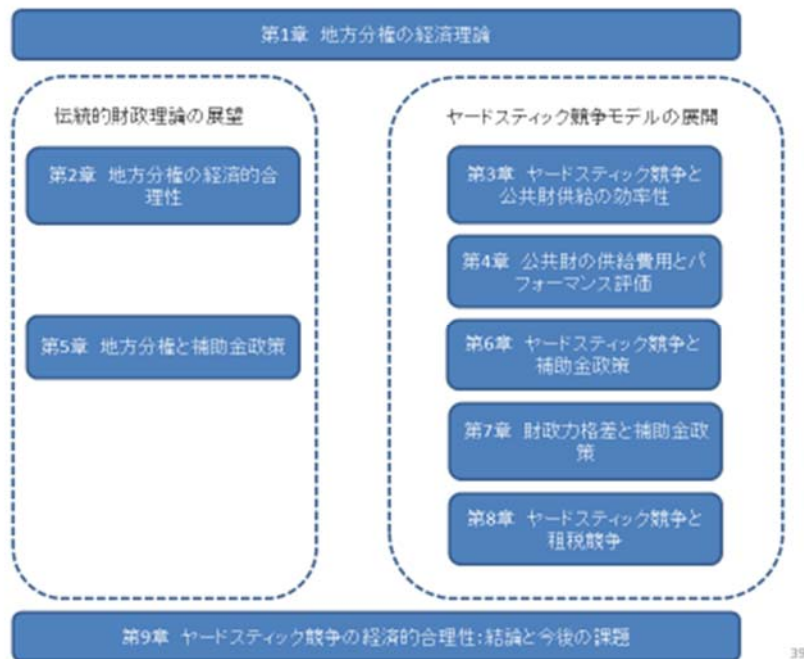 第1章 地方分権の経済理論
伝統的財政理論の展望
第2章 地方分権の経済的合
理性
第5章 地方分権と補助金政策
ヤードスティック競争モデルの展開
第3章 ヤードスティック競争と
公共財供給の効率性
第4章 公共財の供給費用とパ
フォーマンス評価
第6章 ヤードスティック競争と
補助金政策
第7章 財政力格差と補助金政
策
第8章 ヤードスティック競争と
租税競争
第9章 ヤードスティック競争の経済的合理性:結論と今後の課題
39